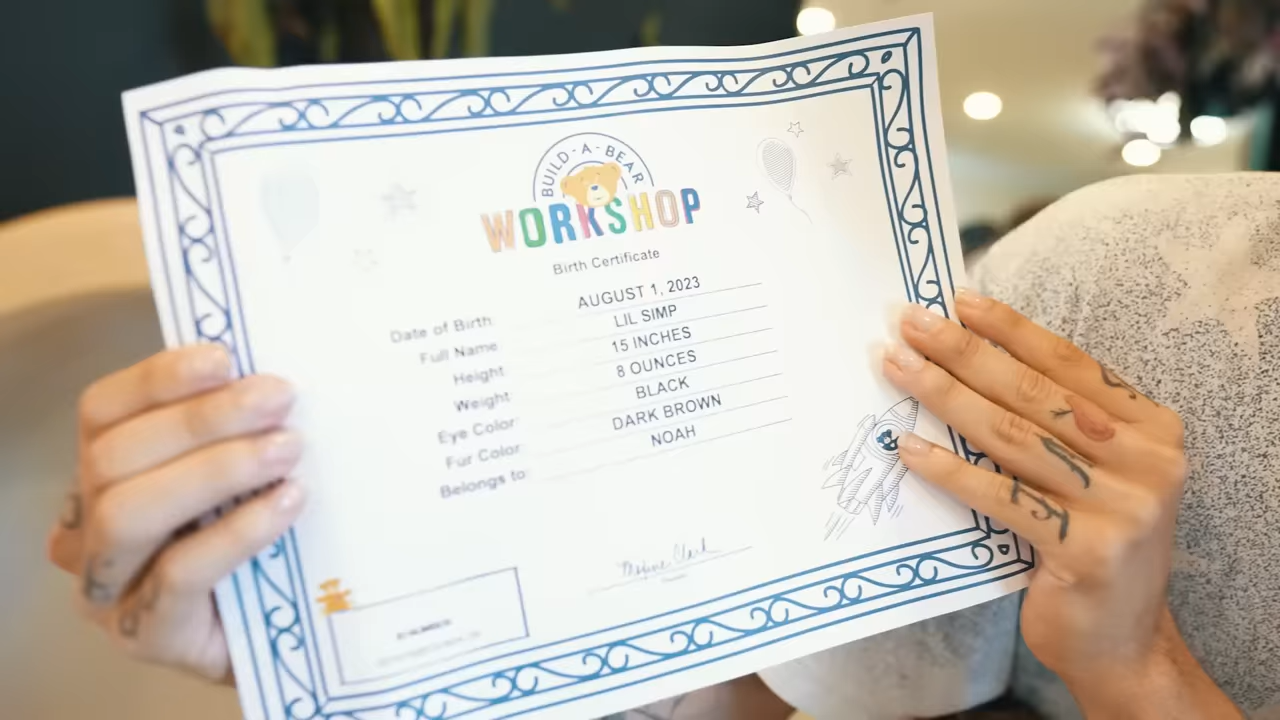 BUILD-A-BEAR
WORKSHOP
Birth Certificate
Date of Birth: AUGUST 1, 2023
Full Name LIL SIMP
Height 15 INCHES
Weight 8 OUNCES
Eye Color BLACK
Fur Color DARK BROWN
Belongs to NOAH